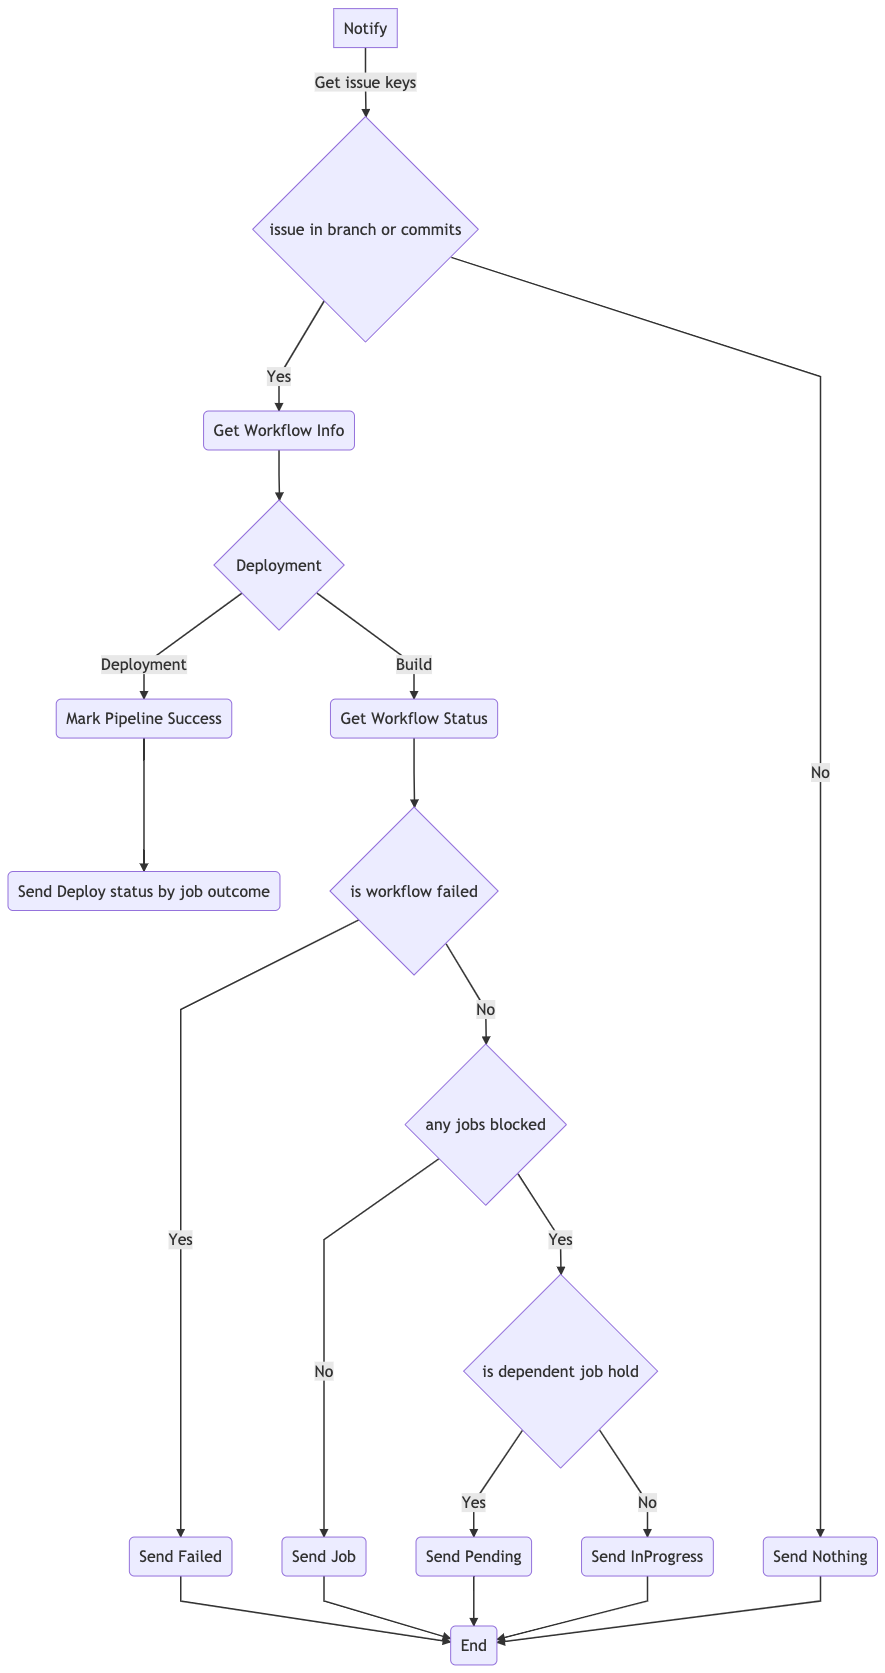 Notify
Get issue keys
issue in branch or commits
Yes
Get Workflow Info
Deployment
Deployment
Build
Mark Pipeline Success
Get Workflow Status
No
Send Deploy status by job outcome
is workflow failed
No
any jobs blocked
Yes
Yes
No
is dependent job hold
Yes
No
Send Failed
Send Job
Send Pending
Send InProgress
Send Nothing
End